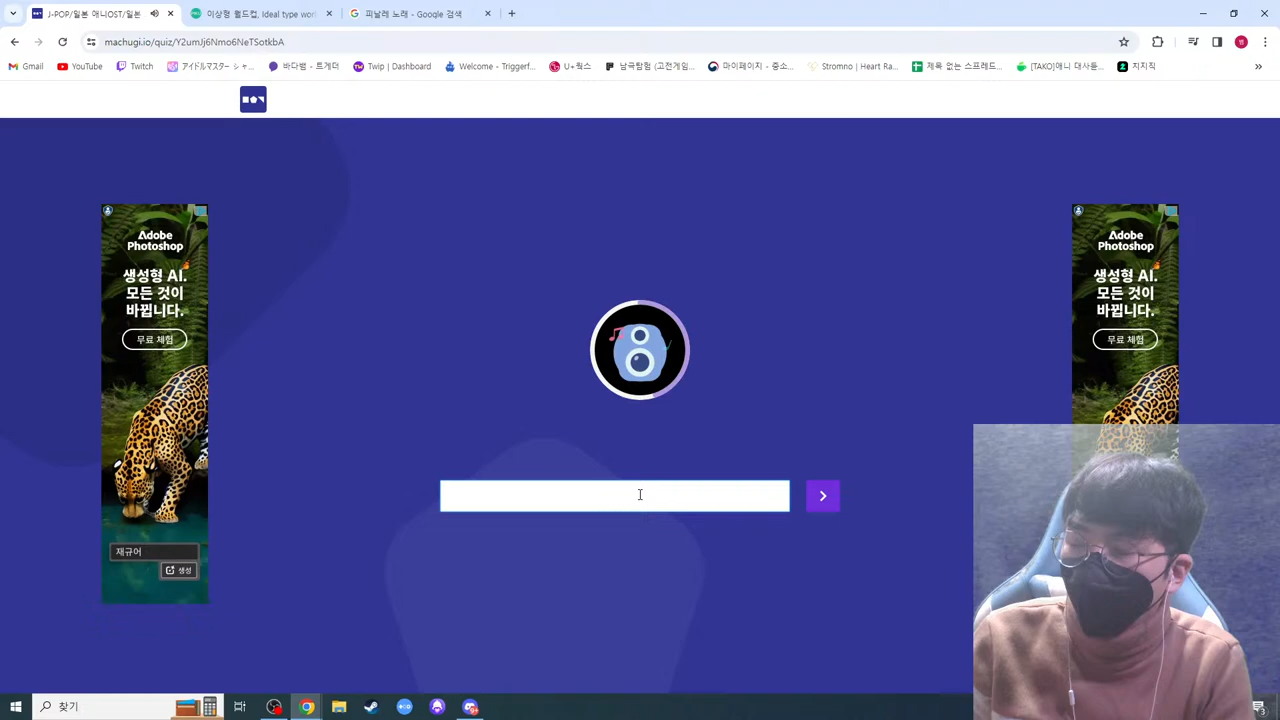 J-POP/일본 애니OST/일본
이상형 월드컵, Ideal type wor
피날레 노래 - Google 검색
machugi.io/quiz/Y2umJj6Nmo6NeTSotkbA
Gmail
YouTube
Twitch
アイドルマスター シャ...
바다뱀 - 투게더
Twip | Dashboard
Welcome - Triggerf...
U+웍스
남극탐험 (고전게임...
마이페이지 - 중소...
Stromno | Heart Ra...
제목 없는 스프레드...
[TAKO]애니 대사를...
지지직
Adobe
Photoshop
생성형 AI.
모든 것이
바뀝니다.
무료 체험
재규어
생성
Adobe
Photoshop
생성형 AI.
모든 것이
바뀝니다.
무료 체험
찾기
3